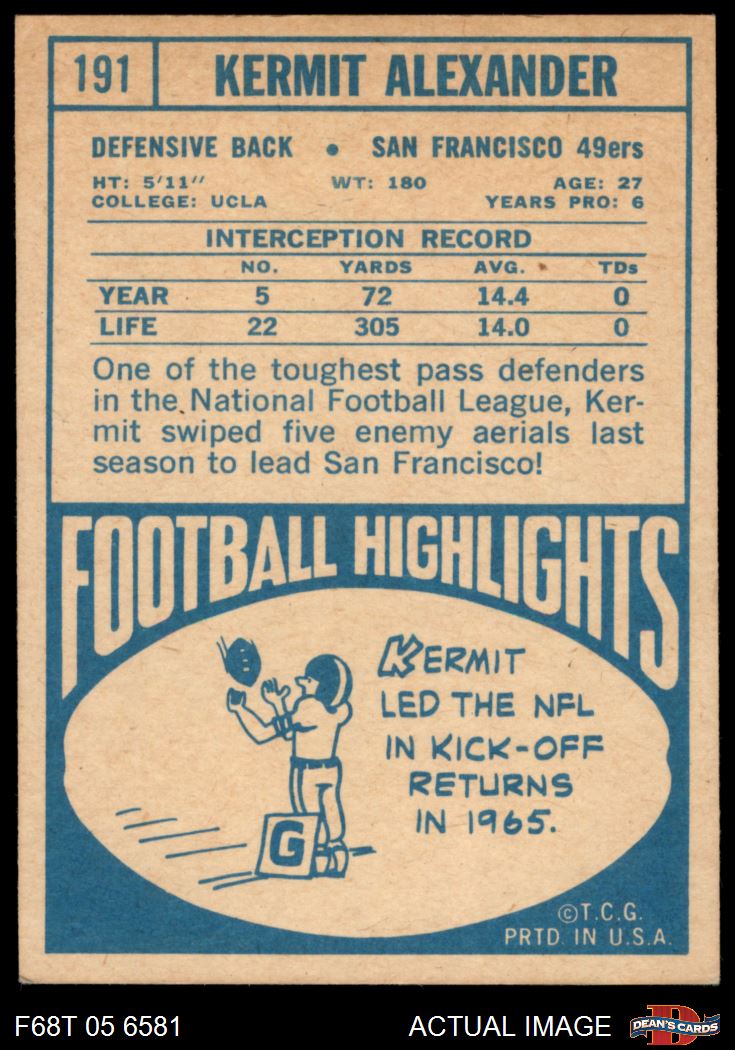 191 KERMIT ALEXANDER
DEFENSIVE BACK • SAN FRANCISCO 49ers
HT: 5'11" WT: 180 AGE: 27
COLLEGE: UCLA YEARS PRO: 6
INTERCEPTION RECORD
NO. YARDS AVG. TDs
YEAR 5 72 14.4 0
LIFE 22 305 14.0 0
One of the toughest pass defenders
in the National Football League, Ker-
mit swiped five enemy aerials last
season to lead San Francisco!
FOOTBALL HIGHLIGHTS
KERMIT
LED THE NFL
IN KICK-OFF
RETURNS
IN 1965.
G
©T.C.G.
PRTD. IN U.S.A.
F68T 05 6581 ACTUAL IMAGE D DEAN'S CARDS